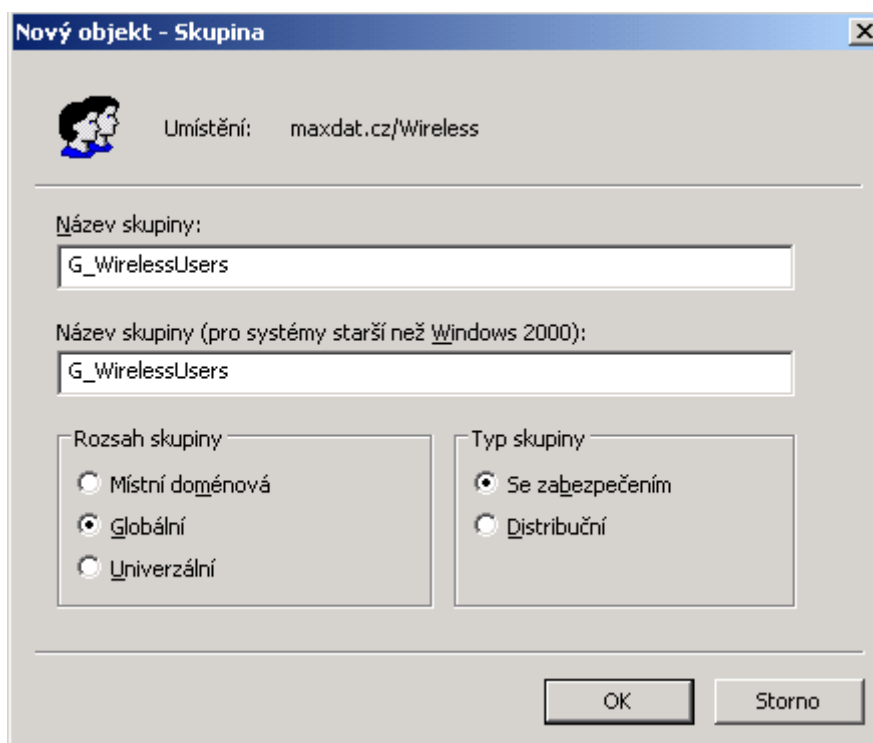 Nový objekt - Skupina
Umístění: maxdat.cz/Wireless
Název skupiny:
G_WirelessUsers
Název skupiny (pro systémy starší než Windows 2000):
G_WirelessUsers
Rozsah skupiny
Místní doménová
Globální
Univerzální
Typ skupiny
Se zabezpečením
Distribuční
OK
Storno